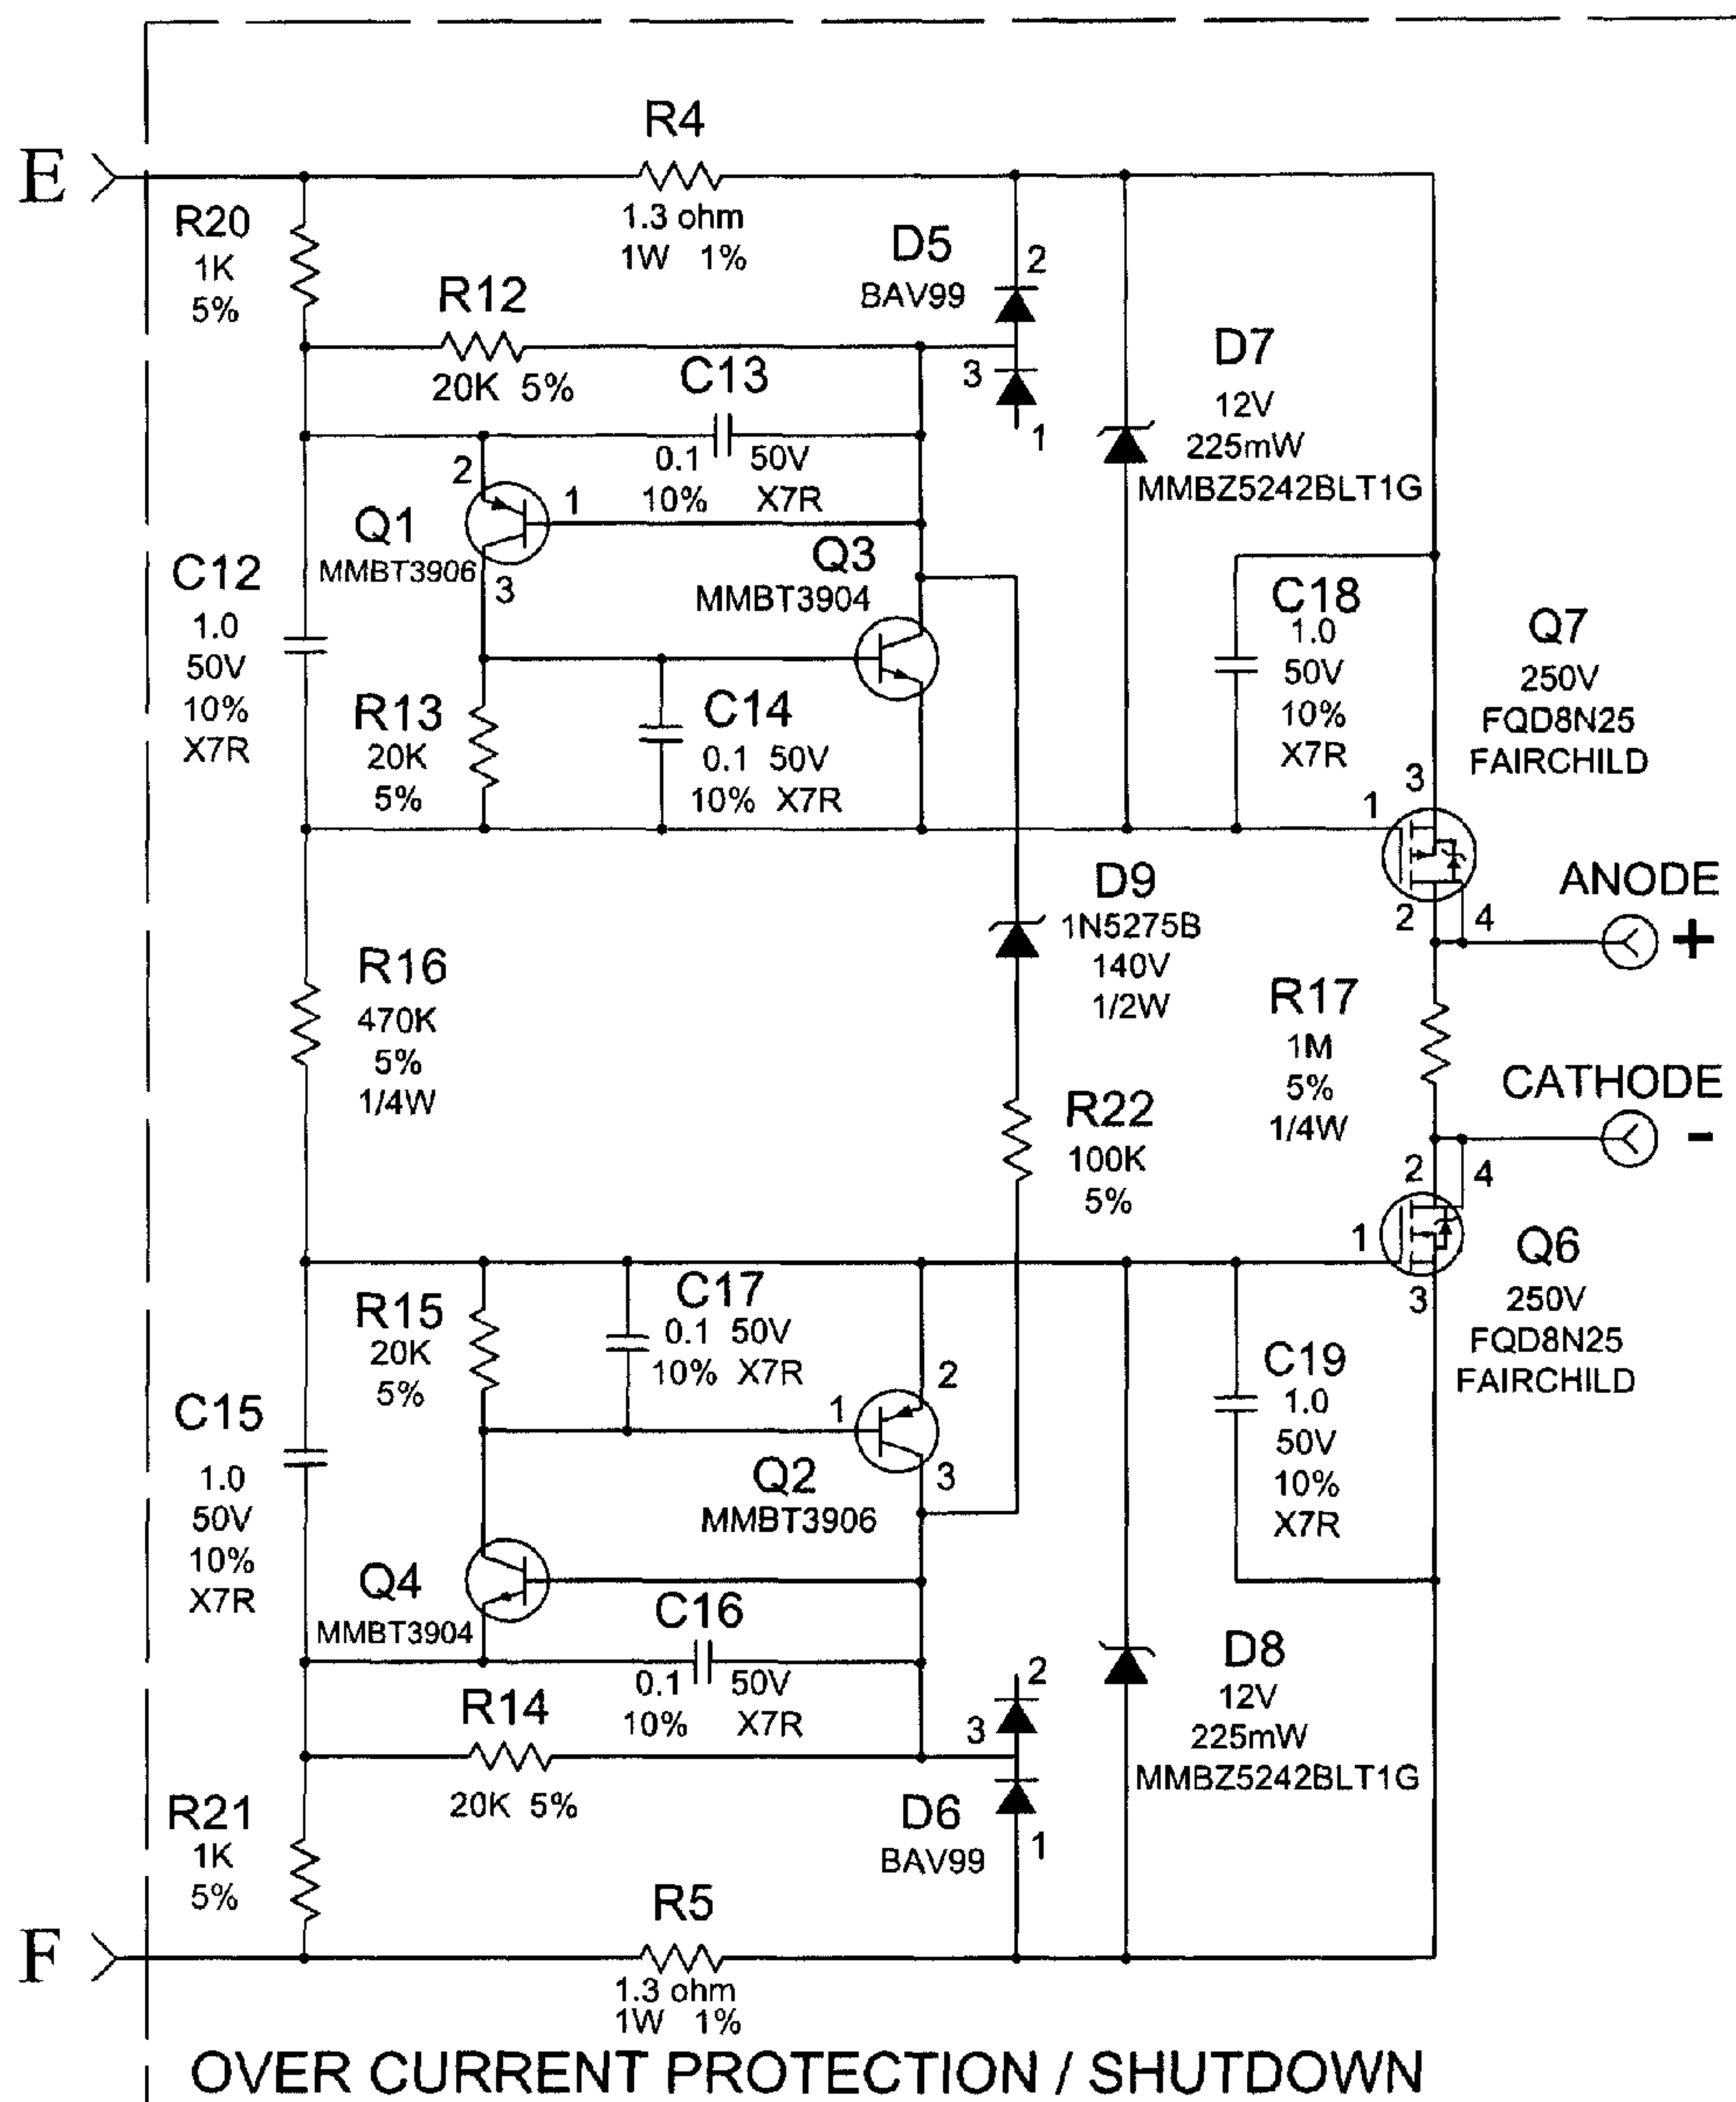 E
R4
1.3 ohm
1W 1%
R20
1K
5%
R12
20K 5%
D5
BAV99
2
3
1
C13
0.1 50V
10% X7R
D7
12V
225mW
MMBZ5242BLT1G
2
1
Q1
MMBT3906
3
Q3
MMBT3904
C12
1.0
50V
10%
X7R
R13
20K
5%
C14
0.1 50V
10% X7R
C18
1.0
50V
10%
X7R
Q7
250V
FQD8N25
FAIRCHILD
3
1
2
4
ANODE
+
D9
1N5275B
140V
1/2W
R16
470K
5%
1/4W
R17
1M
5%
1/4W
CATHODE
-
R22
100K
5%
2
4
1
3
Q6
250V
FQD8N25
FAIRCHILD
R15
20K
5%
C17
0.1 50V
10% X7R
2
1
3
Q2
MMBT3906
C19
1.0
50V
10%
X7R
C15
1.0
50V
10%
X7R
Q4
MMBT3904
C16
0.1 50V
10% X7R
R14
20K 5%
2
3
1
D6
BAV99
D8
12V
225mW
MMBZ5242BLT1G
R21
1K
5%
F
R5
1.3 ohm
1W 1%
OVER CURRENT PROTECTION / SHUTDOWN